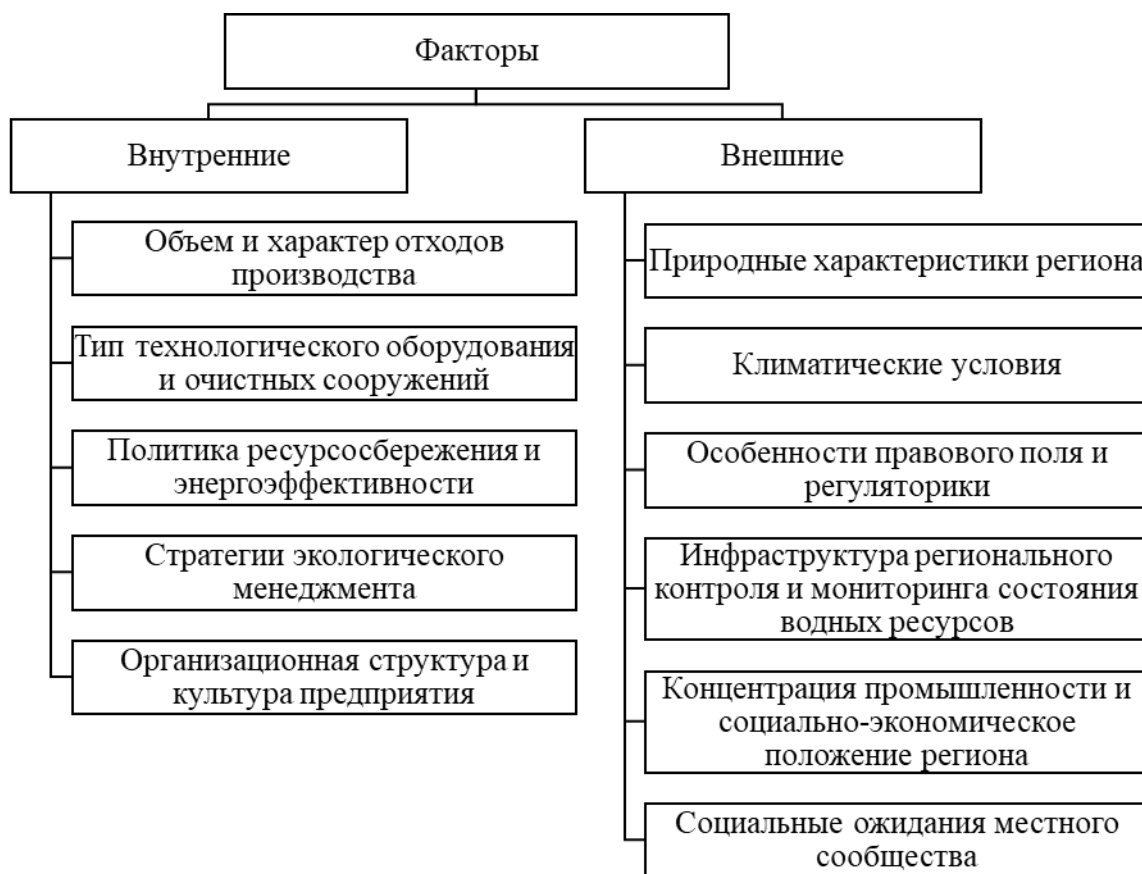 Факторы
Внутренние
Объем и характер отходов
производства
Тип технологического оборудования
и очистных сооружений
Политика ресурсосбережения и
энергоэффективности
Стратегии экологического
менеджмента
Организационная структура и
культура предприятия
Внешние
Природные характеристики региона
Климатические условия
Особенности правового поля и
регуляторики
Инфраструктура регионального
контроля и мониторинга состояния
водных ресурсов
Концентрация промышленности и
социально-экономическое
положение региона
Социальные ожидания местного
сообщества